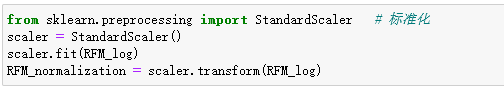 from sklearn.preprocessing import StandardScaler   # 标准化
scaler = StandardScaler()
scaler.fit(RFM_log)
RFM_normalization = scaler.transform(RFM_log)